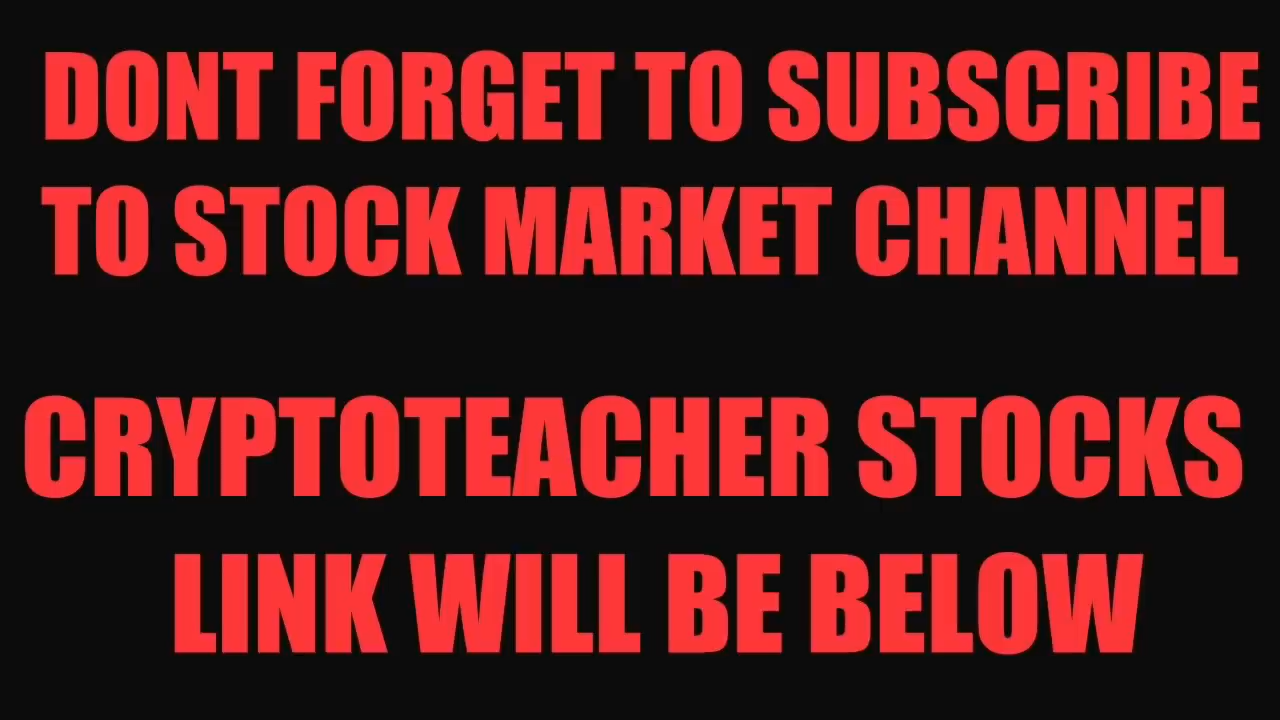 DONT FORGET TO SUBSCRIBE
TO STOCK MARKET CHANNEL
CRYPTOTEACHER STOCKS
LINK WILL BE BELOW